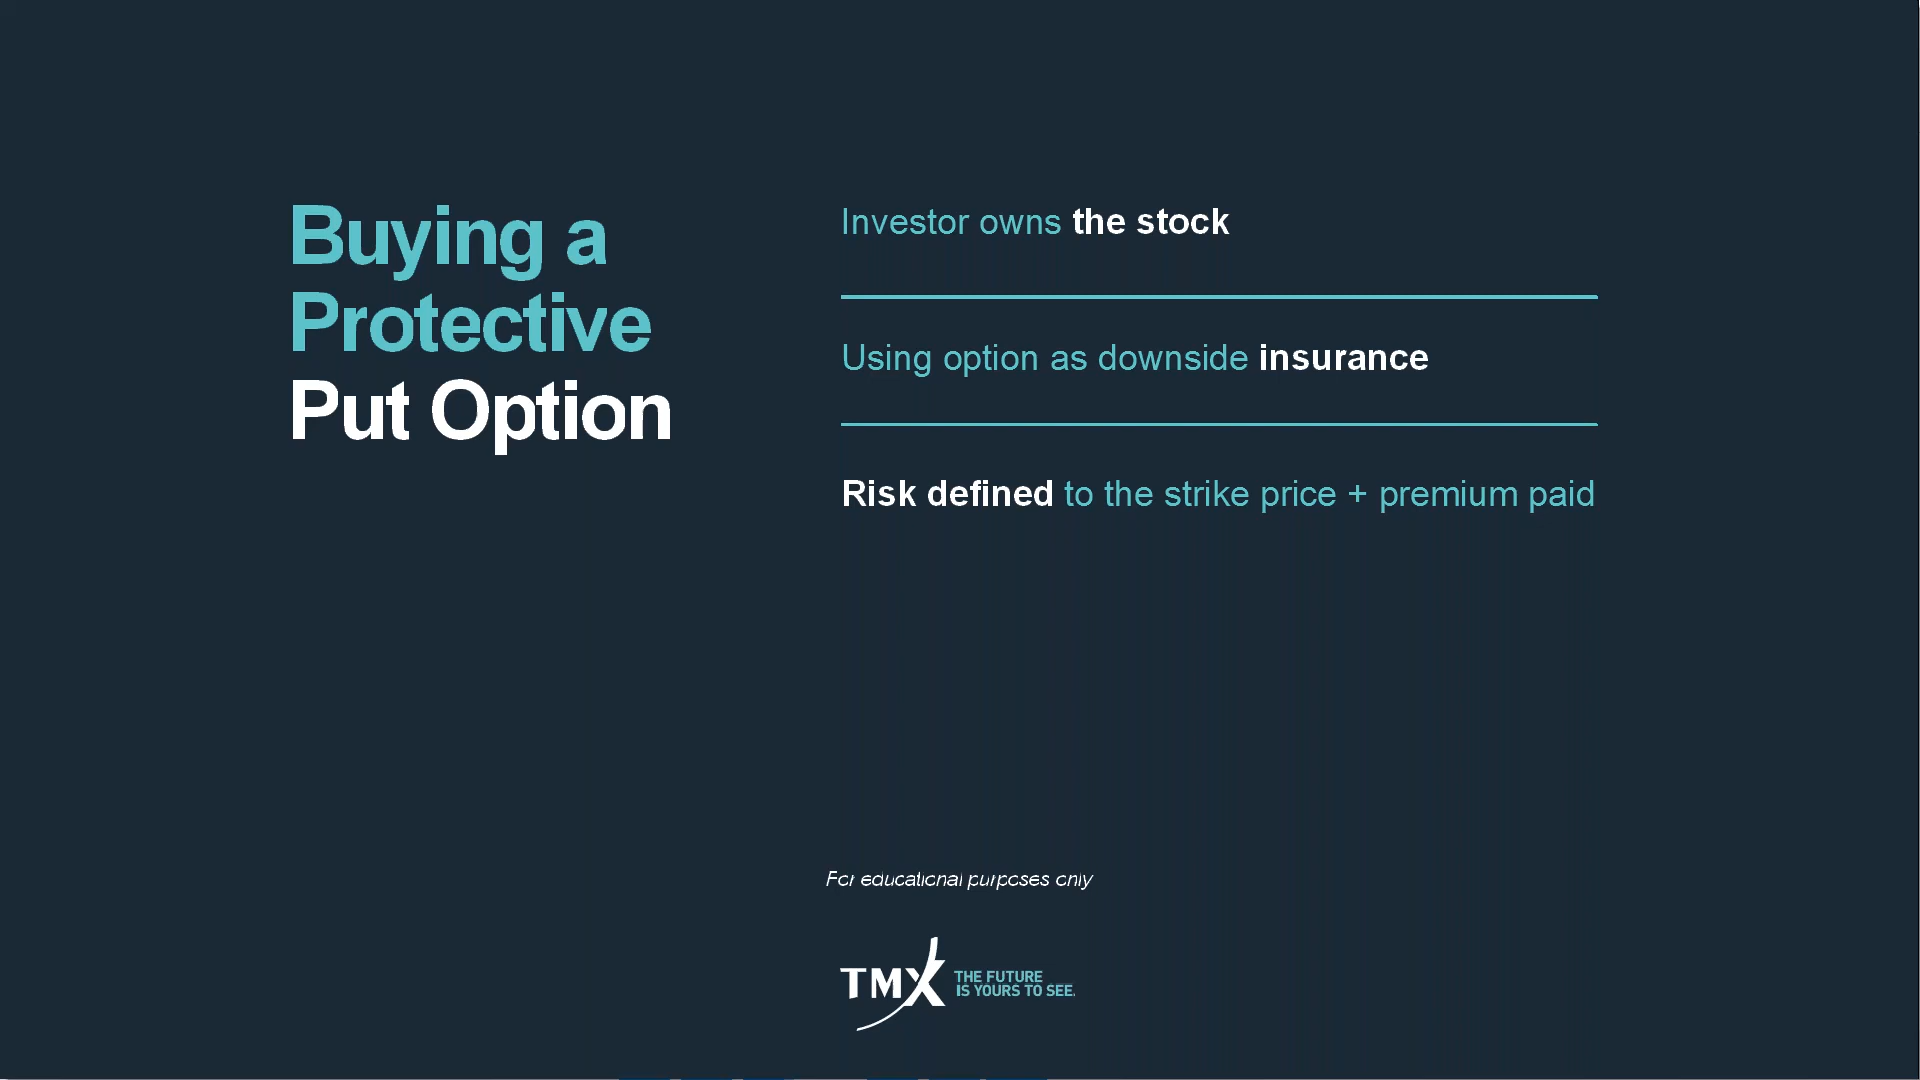 Buying a
Protective
Put Option
Investor owns the stock
Using option as downside insurance
Risk defined to the strike price + premium paid
For educational purposes only
TMX
THE FUTURE
IS YOURS TO SEE.